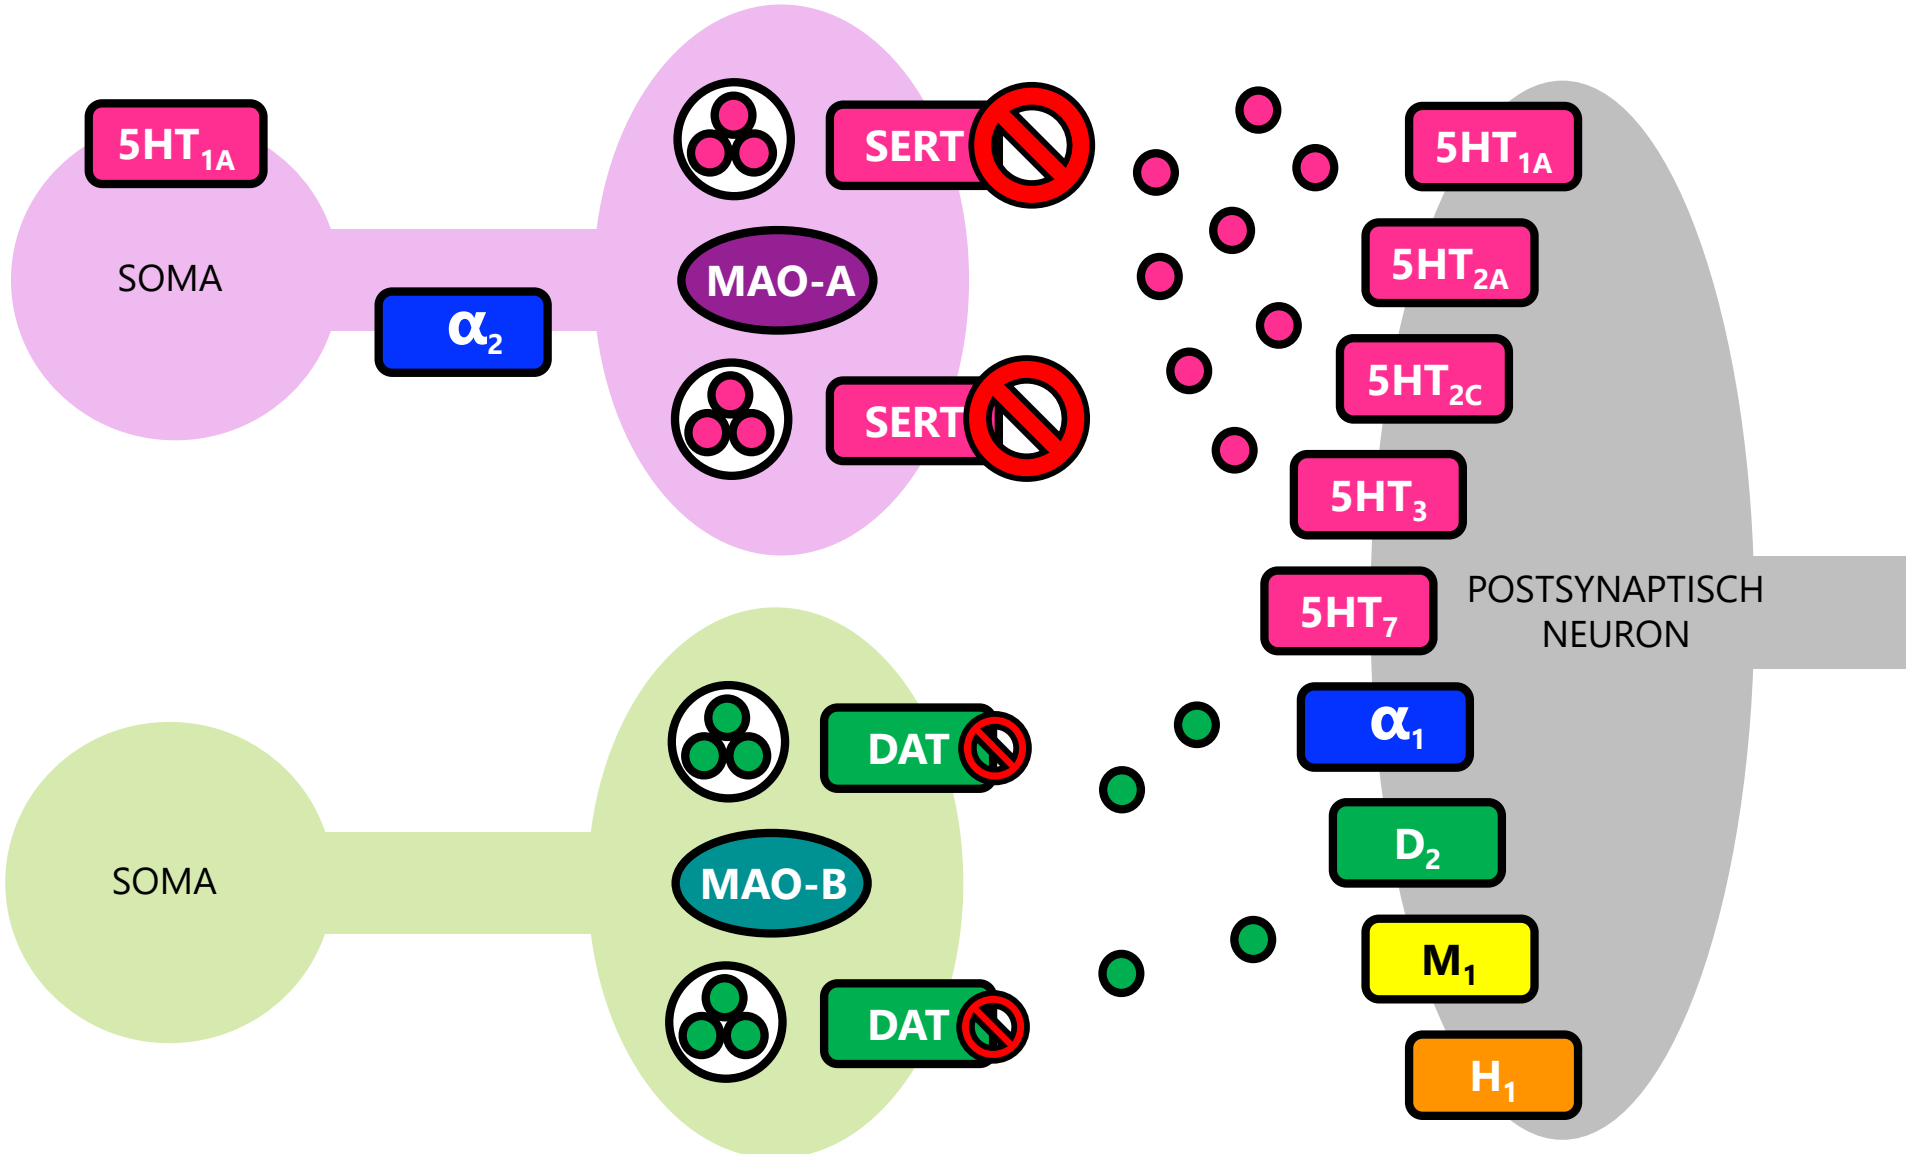 5HT1A
SOMA
α2
SERT
MAO-A
SERT
5HT1A
5HT2A
5HT2C
5HT3
5HT7
POSTSYNAPTISCH
NEURON
α1
D2
M1
H1
SOMA
DAT
MAO-B
DAT